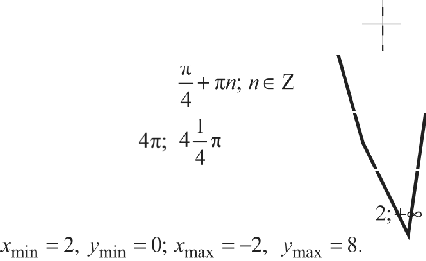 π/4 + πn; n ∈ Z
4π; 4 1/4 π
2; +∞
x_min = 2, y_min = 0; x_max = –2, y_max = 8.